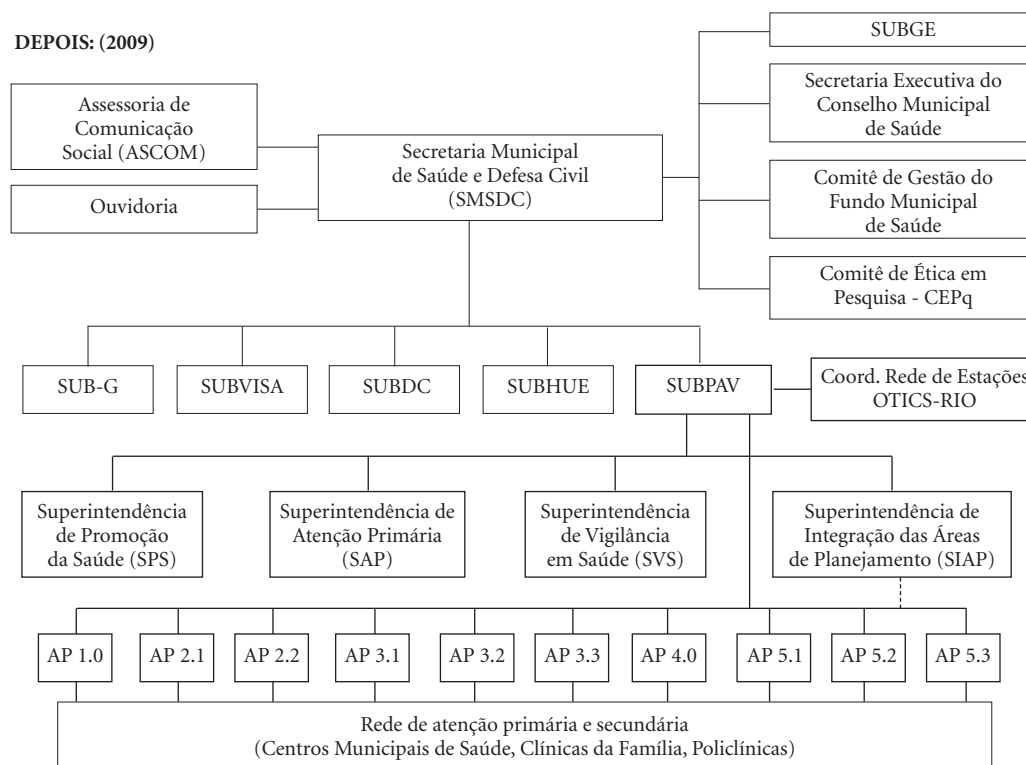 DEPOIS: (2009)
Assessoria de
Comunicação
Social (ASCOM)
Ouvidoria
Secretaria Municipal
de Saúde e Defesa Civil
(SMSDC)
SUBGE
Secretaria Executiva do
Conselho Municipal
de Saúde
Comitê de Gestão do
Fundo Municipal
de Saúde
Comitê de Ética em
Pesquisa - CEPq
SUB-G
SUBVISA
SUBDC
SUBHUE
SUBPAV
Coord. Rede de Estações
OTICS-RIO
Superintendência
de Promoção
da Saúde (SPS)
Superintendência de
Atenção Primária
(SAP)
Superintendência
de Vigilância
em Saúde (SVS)
Superintendência de
Integração das Áreas
de Planejamento (SIAP)
AP 1.0
AP 2.1
AP 2.2
AP 3.1
AP 3.2
AP 3.3
AP 4.0
AP 5.1
AP 5.2
AP 5.3
Rede de atenção primária e secundária
(Centros Municipais de Saúde, Clínicas da Família, Policlínicas)